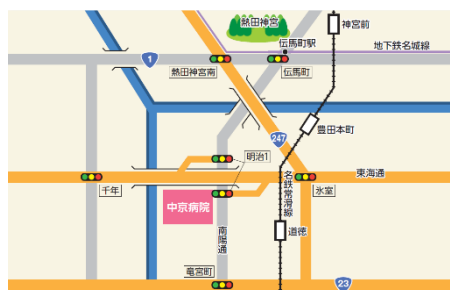 熱田神宮
神宮前
伝馬町駅
地下鉄名城線
1
熱田神宮南
伝馬町
豊田本町
247
明治1
東海通
千年
氷室
中京病院
名鉄常滑線
南陽通
道徳
竜宮町
23